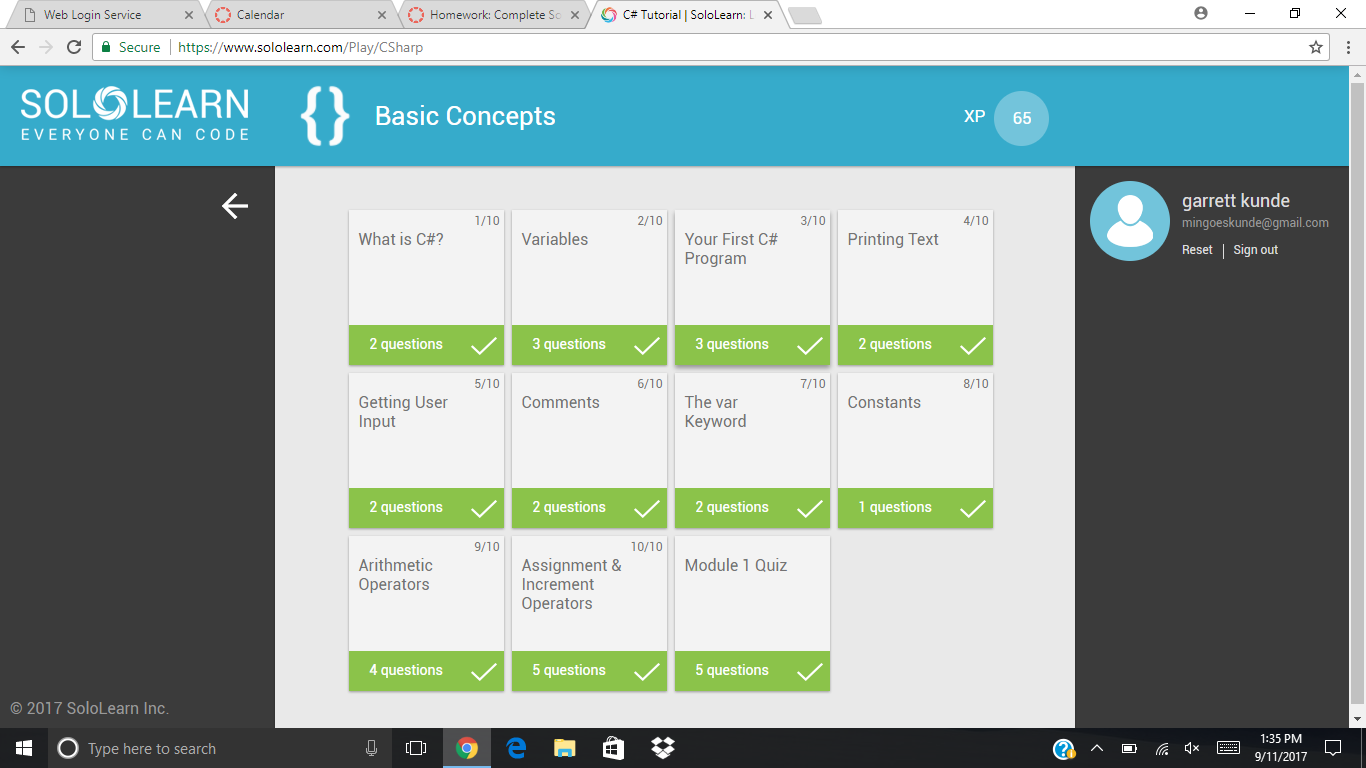 Web Login Service
Calendar
Homework: Complete So
C# Tutorial | SoloLearn: L
Secure
https://www.sololearn.com/Play/CSharp
SOLOLEARN
EVERYONE CAN CODE
{}
Basic Concepts
XP
65
garrett kunde
mingoeskunde@gmail.com
Reset | Sign out
1/10
What is C#?
2 questions
2/10
Variables
3 questions
3/10
Your First C#
Program
3 questions
4/10
Printing Text
2 questions
5/10
Getting User
Input
2 questions
6/10
Comments
2 questions
7/10
The var
Keyword
2 questions
8/10
Constants
1 questions
9/10
Arithmetic
Operators
4 questions
10/10
Assignment &
Increment
Operators
5 questions
Module 1 Quiz
5 questions
© 2017 SoloLearn Inc.
Type here to search
1:35 PM
9/11/2017